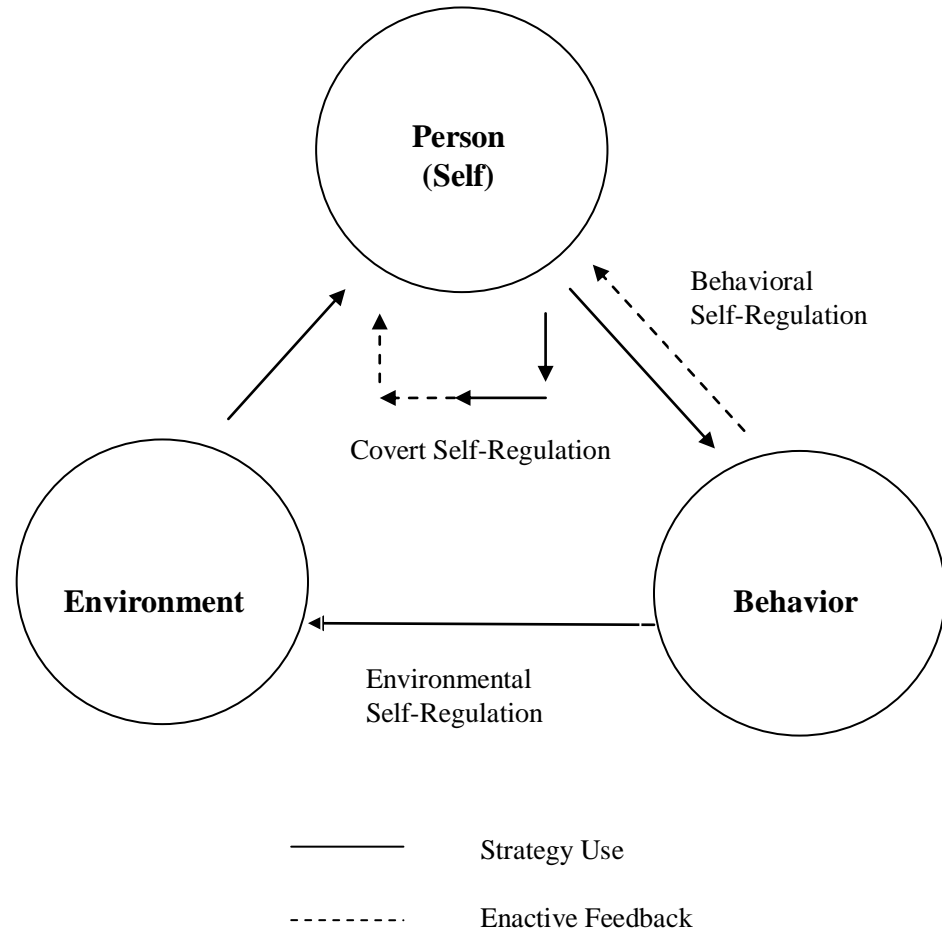 Person
(Self)
Behavioral
Self-Regulation
Covert Self-Regulation
Environment
Behavior
Environmental
Self-Regulation
Strategy Use
Enactive Feedback